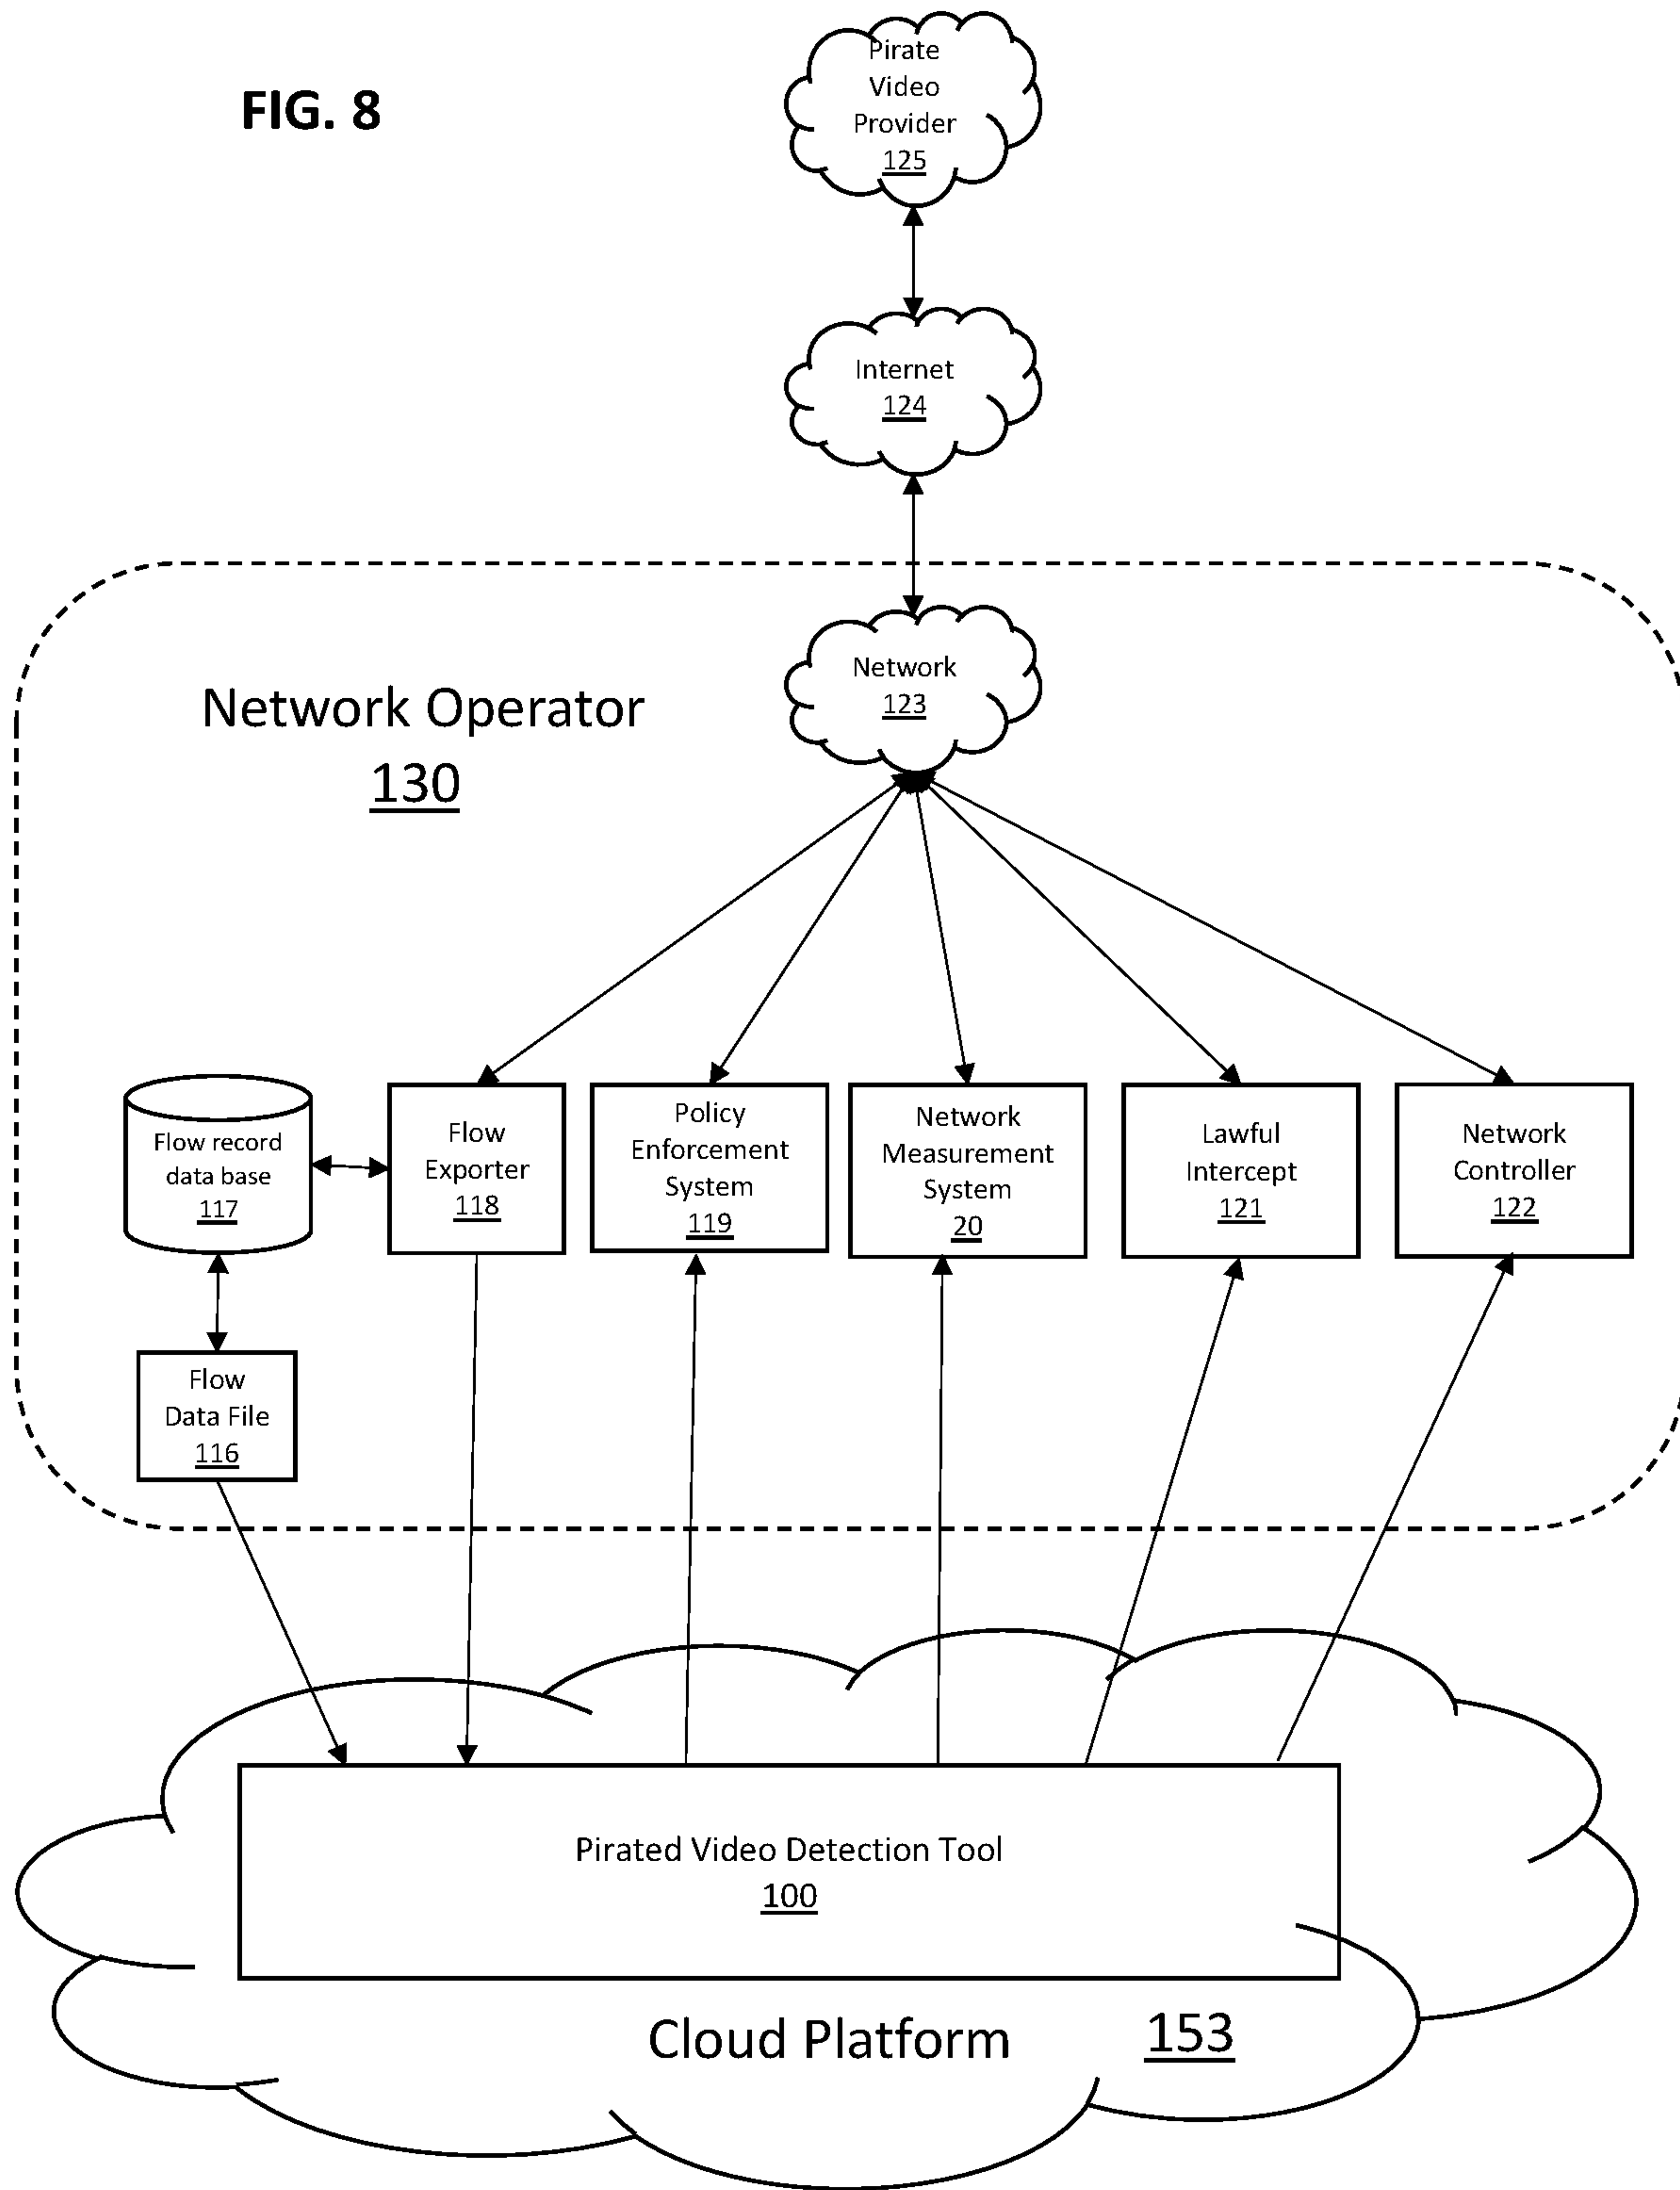 FIG. 8
Pirate
Video
Provider
125
Internet
124
Network
123
Network Operator
130
Flow record
data base
117
Flow
Exporter
118
Policy
Enforcement
System
119
Network
Measurement
System
20
Lawful
Intercept
121
Network
Controller
122
Flow
Data File
116
Pirated Video Detection Tool
100
Cloud Platform
153